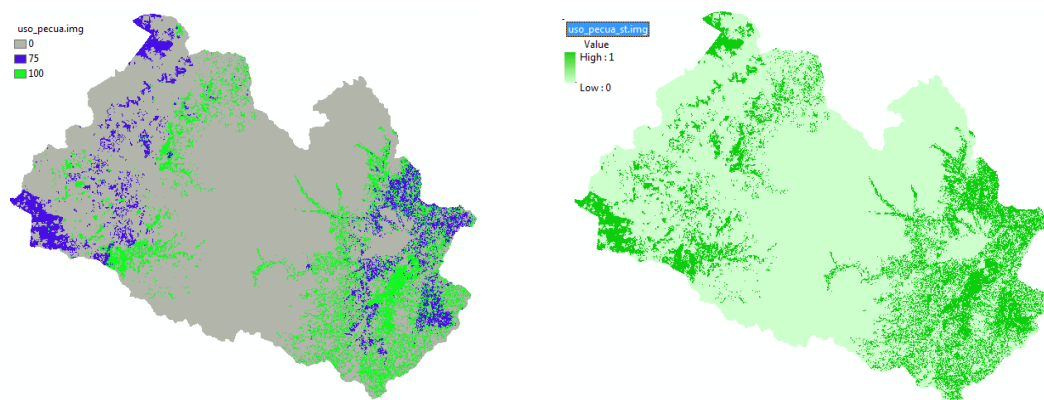 uso_pecua.img
0
75
100
uso_pecua_st.img
Value
High : 1
Low : 0